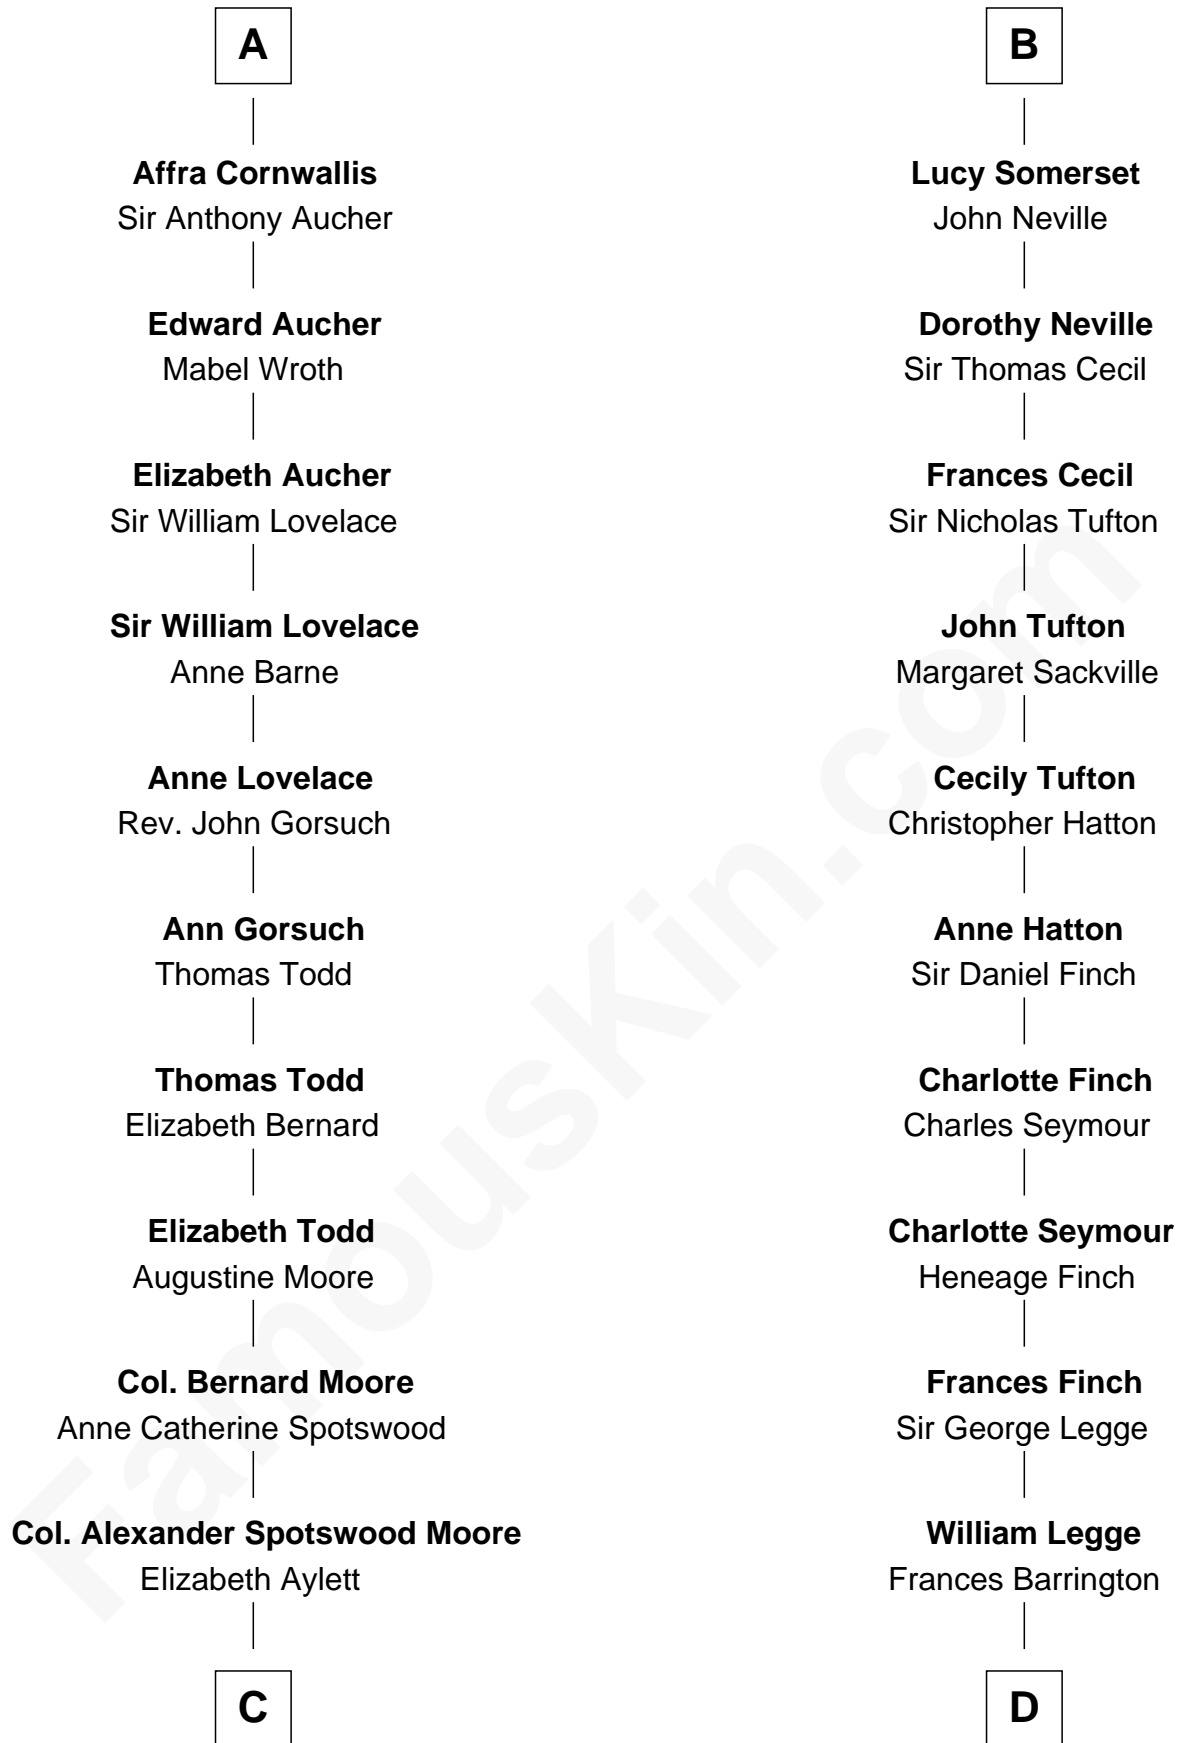 A
Affra Cornwallis
Sir Anthony Aucher
Edward Aucher
Mabel Wroth
Elizabeth Aucher
Sir William Lovelace
Sir William Lovelace
Anne Barne
Anne Lovelace
Rev. John Gorsuch
Ann Gorsuch
Thomas Todd
Thomas Todd
Elizabeth Bernard
Elizabeth Todd
Augustine Moore
Col. Bernard Moore
Anne Catherine Spotswood
Col. Alexander Spotswood Moore
Elizabeth Aylett
C
B
Lucy Somerset
John Neville
Dorothy Neville
Sir Thomas Cecil
Frances Cecil
Sir Nicholas Tufton
John Tufton
Margaret Sackville
Cecily Tufton
Christopher Hatton
Anne Hatton
Sir Daniel Finch
Charlotte Finch
Charles Seymour
Charlotte Seymour
Heneage Finch
Frances Finch
Sir George Legge
William Legge
Frances Barrington
D
FamousKin.com